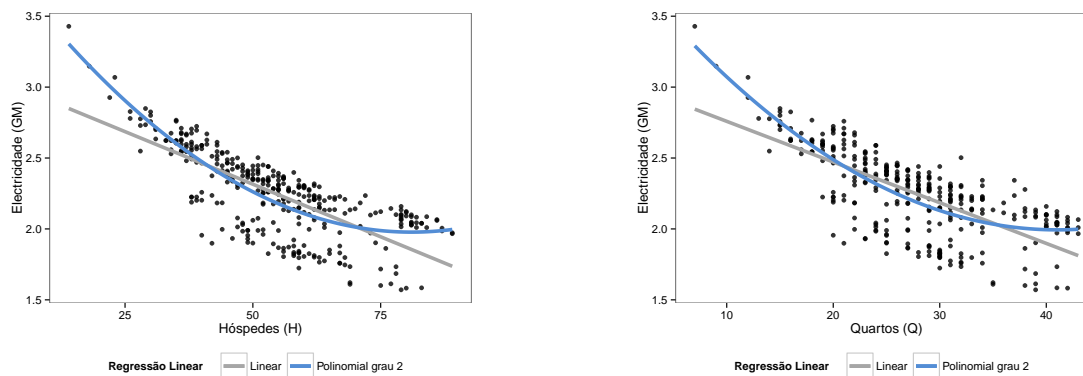 3.5
3.0
2.5
2.0
1.5
Electricidade (GM)
25
50
75
Hóspedes (H)
Regressão Linear
Linear
Polinomial grau 2
3.5
3.0
2.5
2.0
1.5
Electricidade (GM)
10
20
30
40
Quartos (Q)
Regressão Linear
Linear
Polinomial grau 2